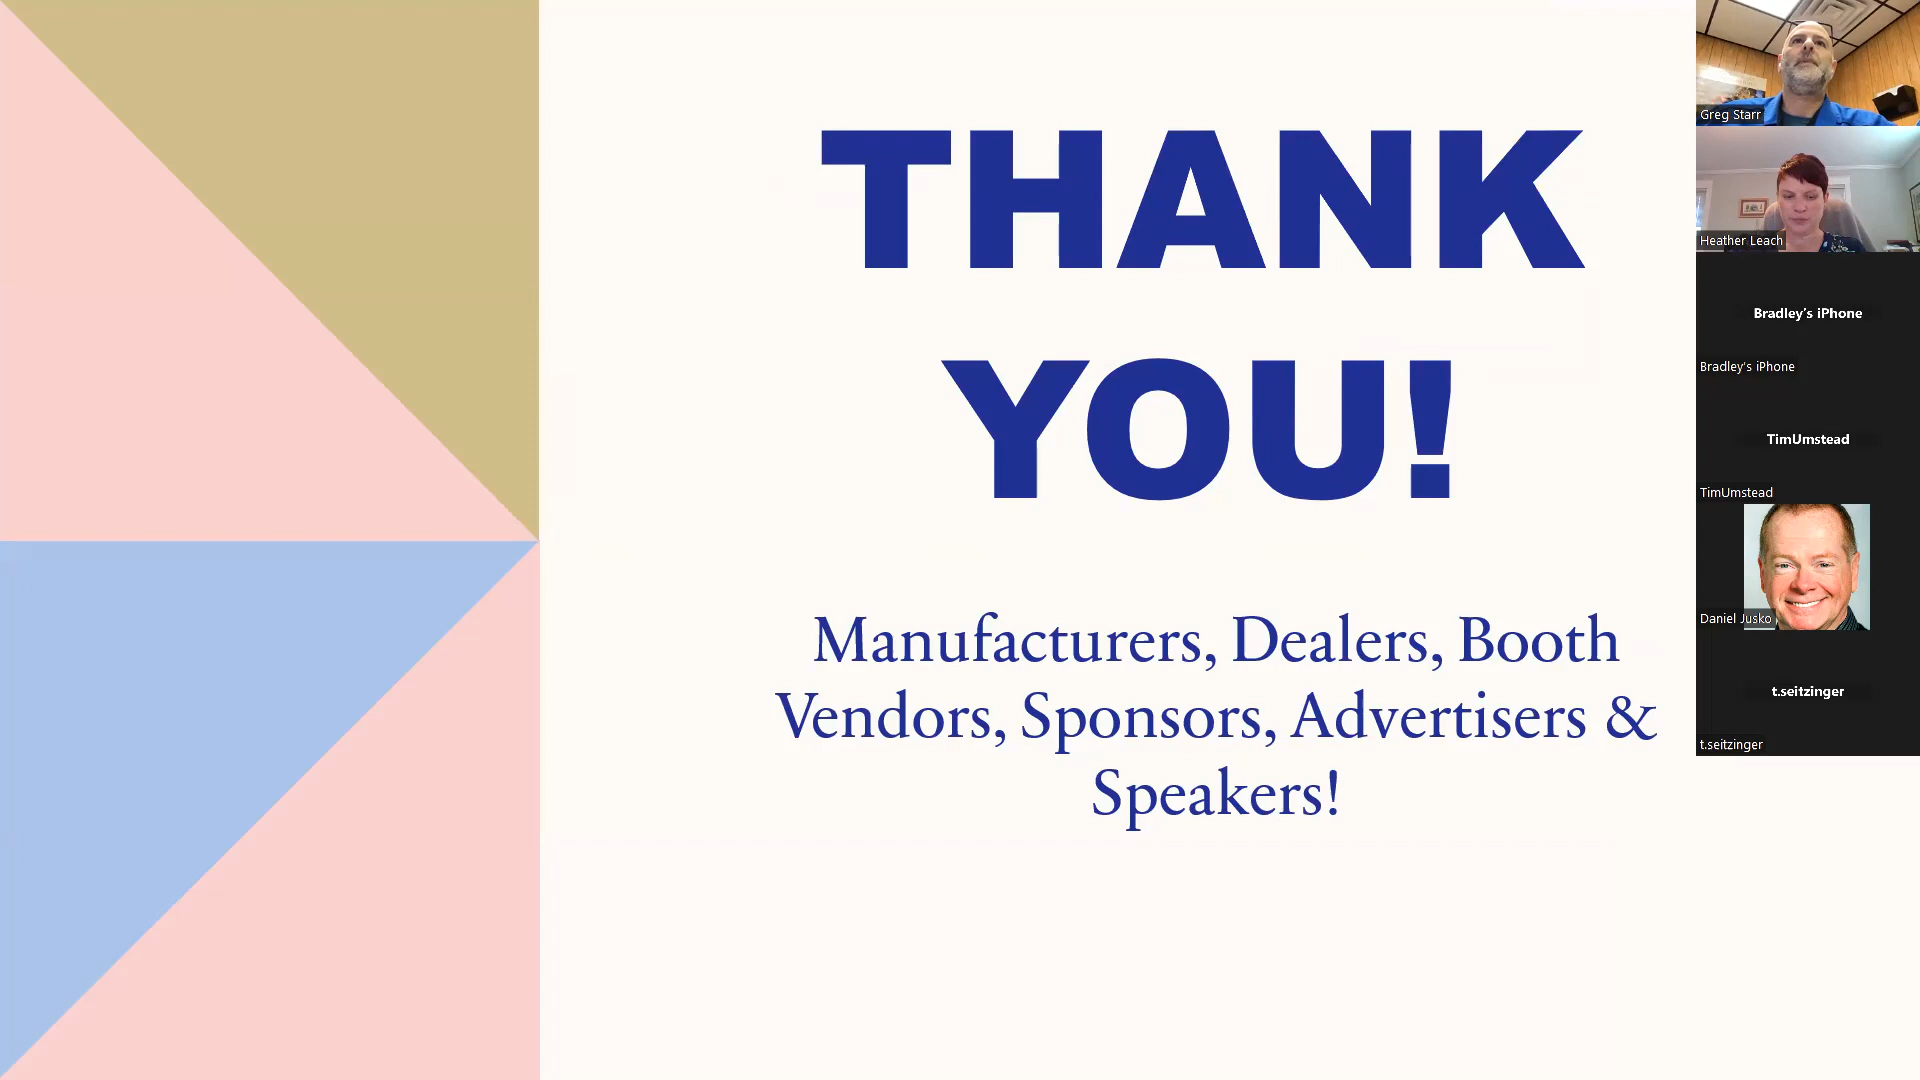 THANK
YOU!
Manufacturers, Dealers, Booth
Vendors, Sponsors, Advertisers &
Speakers!
Greg Starr
Heather Leach
Bradley's iPhone
Bradley's iPhone
TimUmstead
TimUmstead
Daniel Jusko
t.seitzinger
t.seitzinger